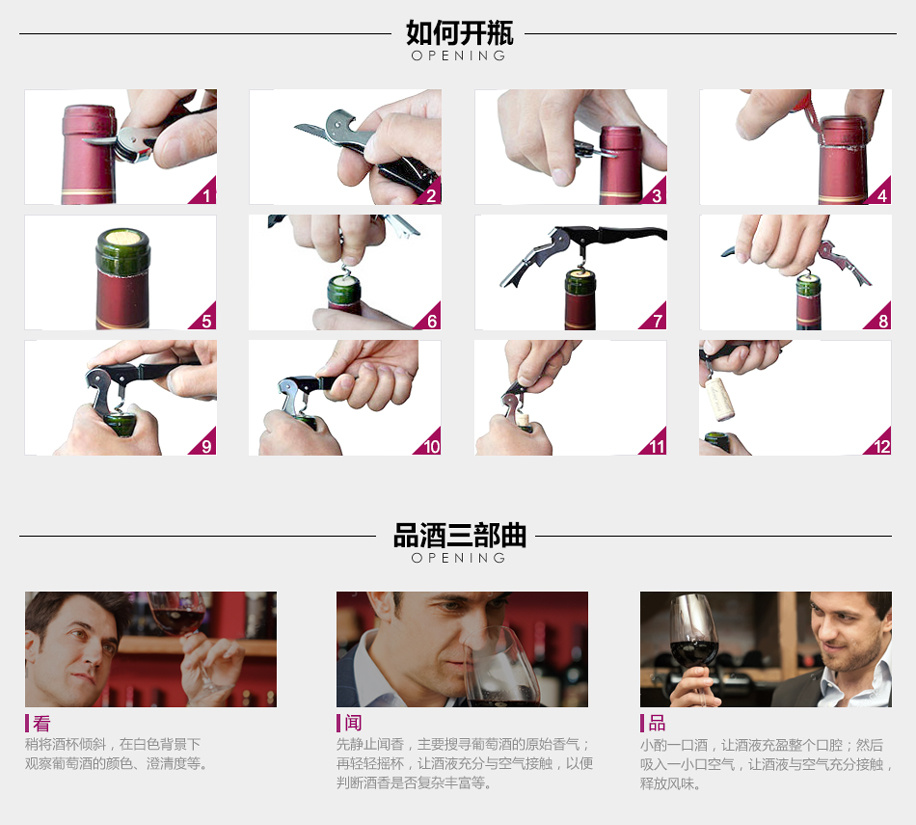 如何开瓶
OPENING
1
2
3
4
5
6
7
8
9
10
11
12
品酒三部曲
OPENING
看
稍将酒杯倾斜，在白色背景下
观察葡萄酒的颜色、澄清度等。
闻
先静止闻香，主要搜寻葡萄酒的原始香气；
再轻轻摇杯，让酒液充分与空气接触，以便
判断酒香是否复杂丰富等。
品
小酌一口酒，让酒液充盈整个口腔；然后
吸入一小口空气，让酒液与空气充分接触，
释放风味。